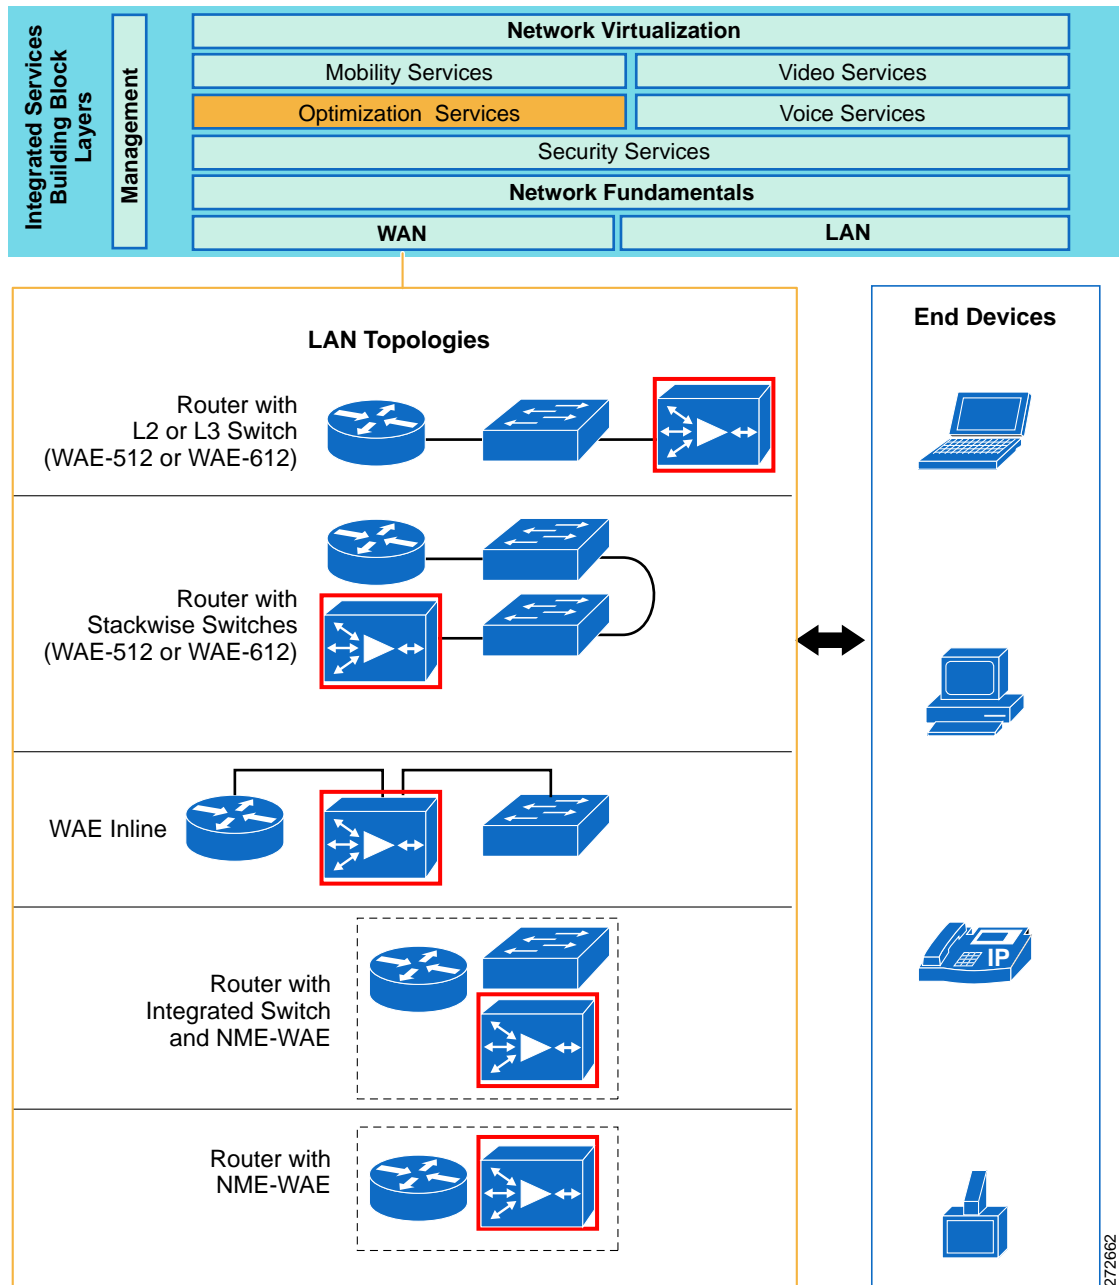 Integrated Services
Building Block
Layers
Management
Network Virtualization
Mobility Services
Video Services
Optimization Services
Voice Services
Security Services
Network Fundamentals
WAN
LAN
LAN Topologies
Router with
L2 or L3 Switch
(WAE-512 or WAE-612)
Router with
Stackwise Switches
(WAE-512 or WAE-612)
WAE Inline
Router with
Integrated Switch
and NME-WAE
Router with
NME-WAE
End Devices
IP
272662